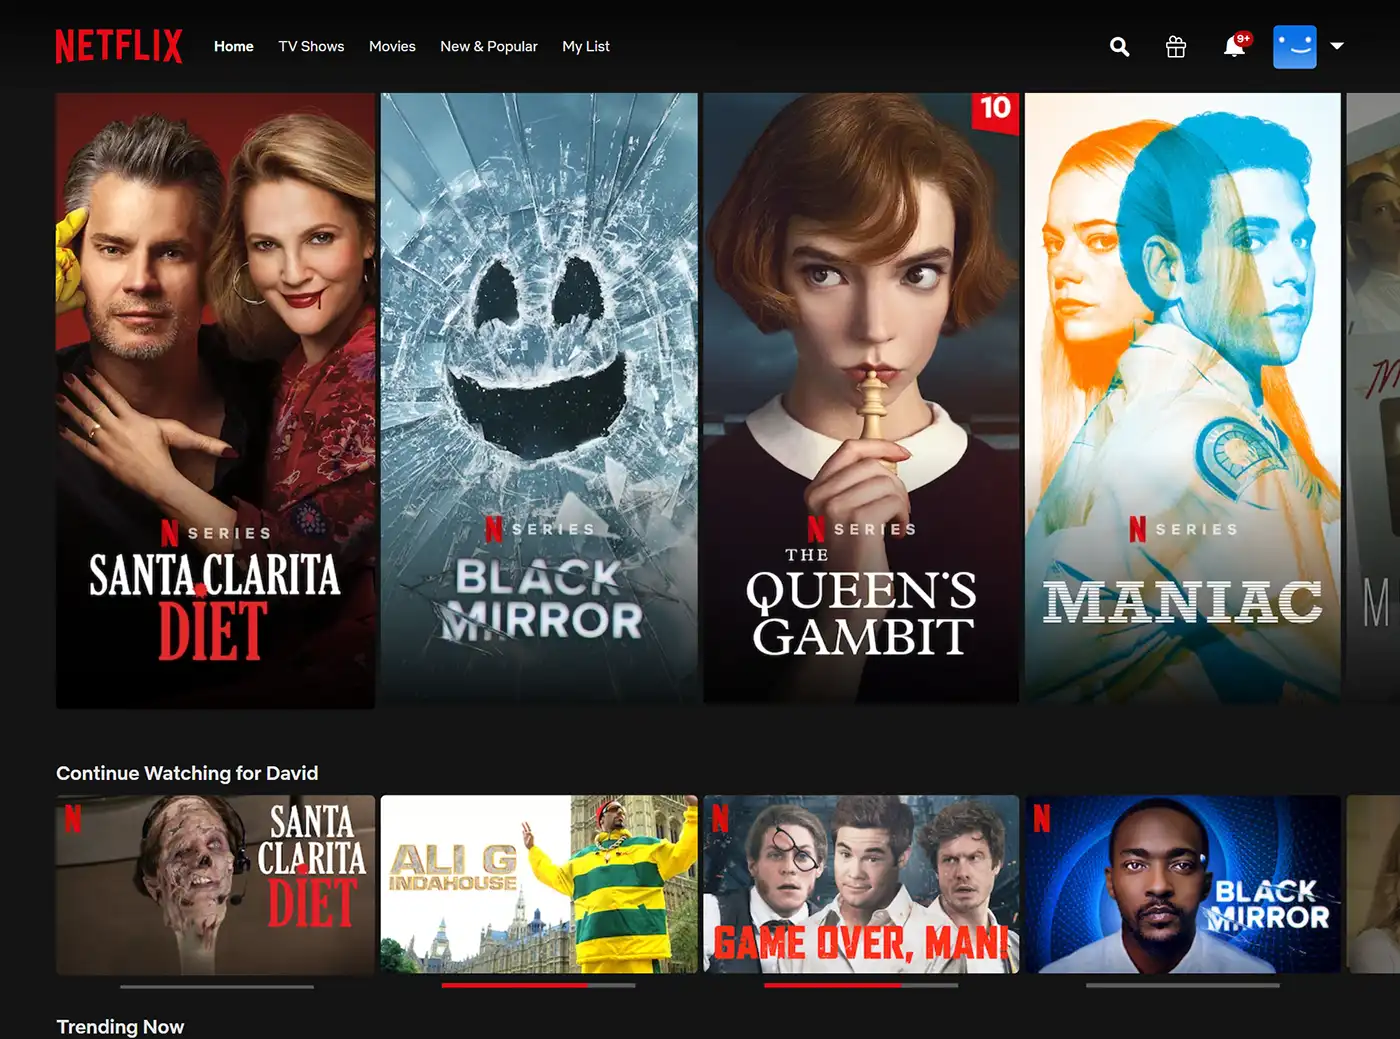 NETFLIX Home TV Shows Movies New & Popular My List 9+
N SERIES
SANTA CLARITA
DIET
N SERIES
BLACK
MIRROR
10
N SERIES
THE
QUEEN'S
GAMBIT
N SERIES
MANIAC
M
Continue Watching for David
N
SANTA
CLARITA
DIET
ALI G
INDAHOUSE
N
GAME OVER, MAN!
N
BLACK
MIRROR
Trending Now